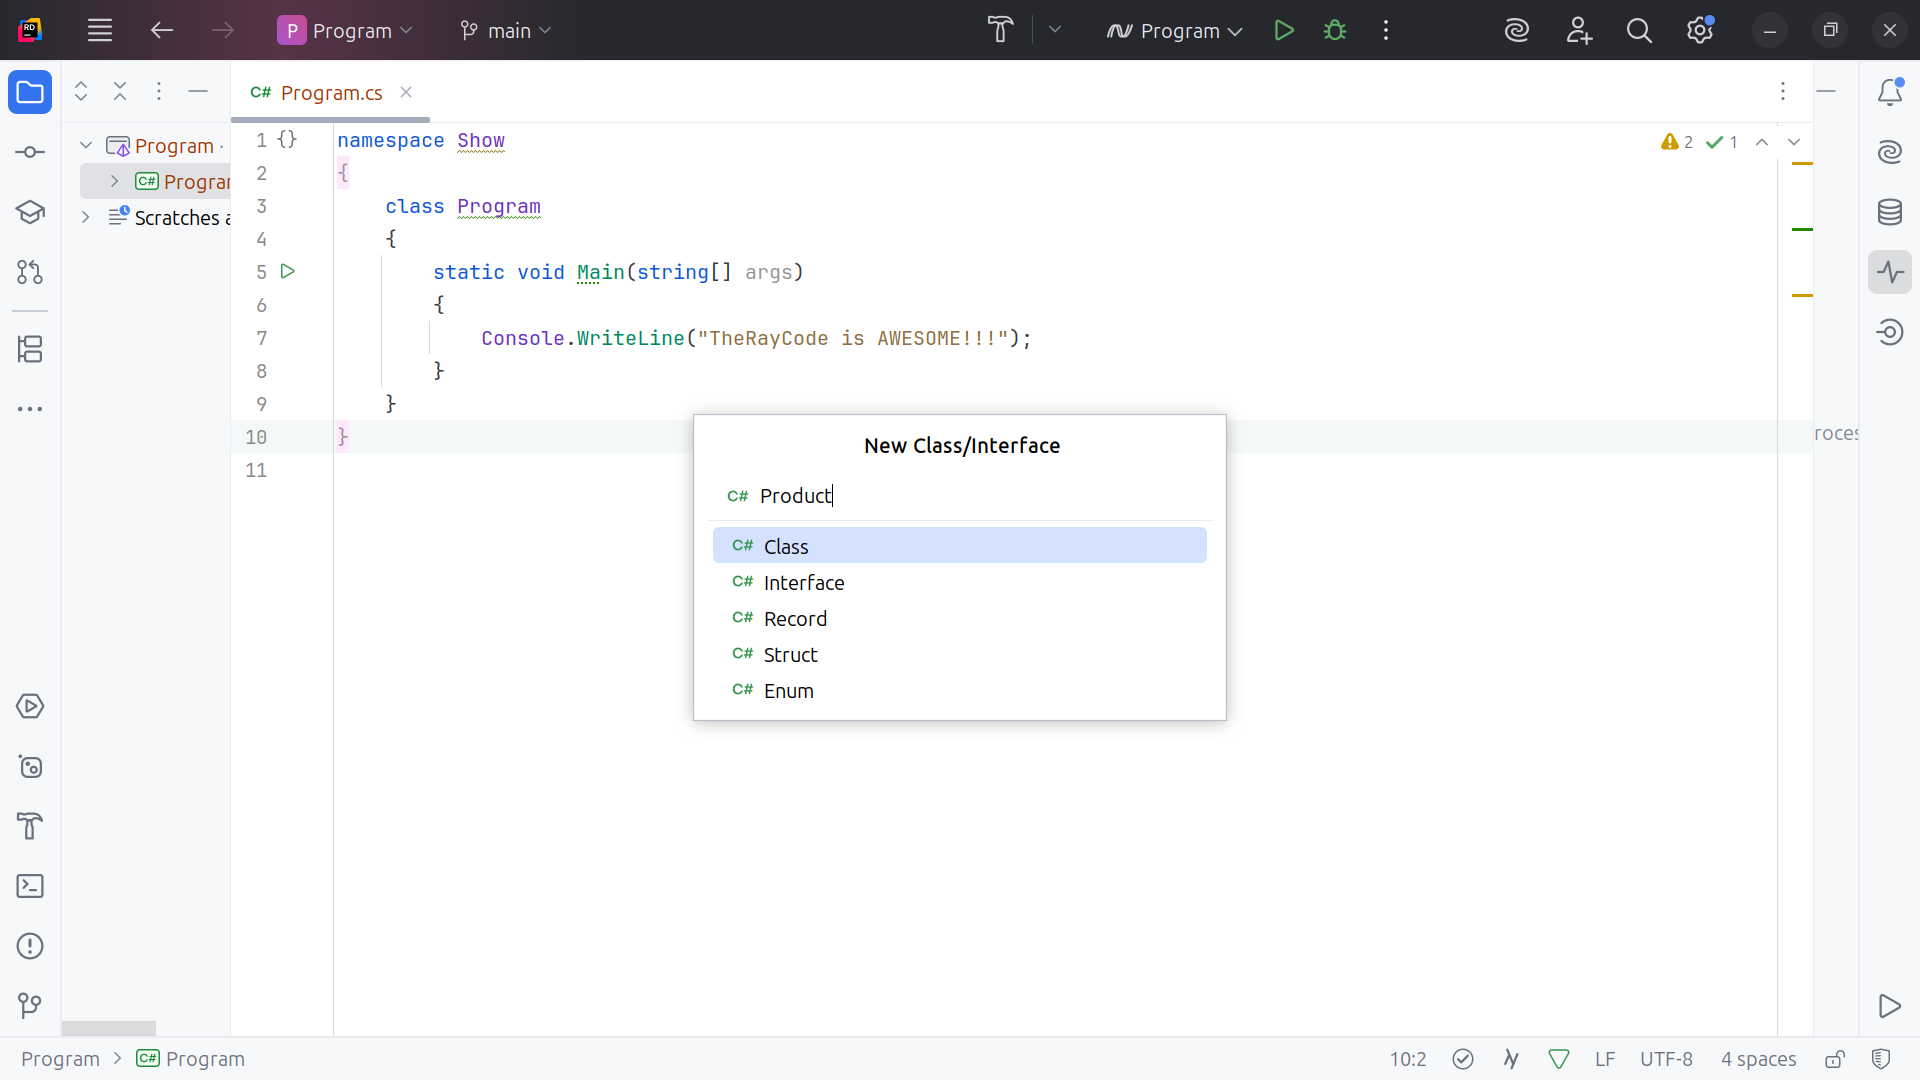 RD
P Program
main
Program
C# Program.cs
Program
C# Progra
Scratches a
1 {} namespace Show
2 {
3 class Program
4 {
5 static void Main(string[] args)
6 {
7 Console.WriteLine("TheRayCode is AWESOME!!!");
8 }
9 }
10 }
11
2 1
roces
New Class/Interface
C# Product
C# Class
C# Interface
C# Record
C# Struct
C# Enum
Program > C# Program
10:2 LF UTF-8 4 spaces